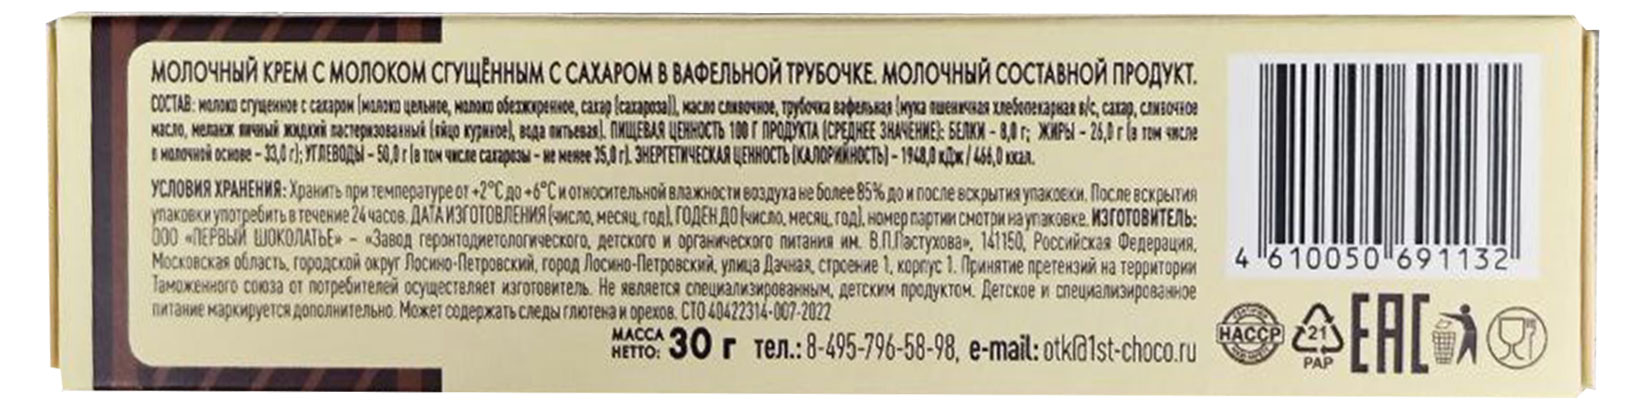 МОЛОЧНЫЙ КРЕМ С МОЛОКОМ СГУЩЁННЫМ С САХАРОМ В ВАФЕЛЬНОЙ ТРУБОЧКЕ. МОЛОЧНЫЙ СОСТАВНОЙ ПРОДУКТ.
СОСТАВ: молоко сгущенное с сахаром (молоко цельное, молоко обезжиренное, сахар (сахароза)), масло сливочное, трубочка вафельная (мука пшеничная хлебопекарная в/с, сахар, сливочное
масло, меланж яичный жидкий пастеризованный (яйцо куриное), вода питьевая). ПИЩЕВАЯ ЦЕННОСТЬ 100 Г ПРОДУКТА (СРЕДНЕЕ ЗНАЧЕНИЕ): БЕЛКИ – 8,0 г; ЖИРЫ – 26,0 г (в том числе
в молочной основе – 33,0 г); УГЛЕВОДЫ – 50,0 г (в том числе сахарозы – не менее 35,0 г). ЭНЕРГЕТИЧЕСКАЯ ЦЕННОСТЬ (КАЛОРИЙНОСТЬ) – 1948,0 кДж / 466,0 ккал.
УСЛОВИЯ ХРАНЕНИЯ: Хранить при температуре от +2°С до +6°С и относительной влажности воздуха не более 85% до и после вскрытия упаковки. После вскрытия
упаковки употребить в течение 24 часов. ДАТА ИЗГОТОВЛЕНИЯ (число, месяц, год), ГОДЕН ДО (число, месяц, год), номер партии смотри на упаковке. ИЗГОТОВИТЕЛЬ:
ООО «ПЕРВЫЙ ШОКОЛАТЬЕ» – «Завод геронтодиетологического, детского и органического питания им. В.П.Пастухова», 141150, Российская Федерация,
Московская область, городской округ Лосино-Петровский, город Лосино-Петровский, улица Дачная, строение 1, корпус 1. Принятие претензий на территории
Таможенного союза от потребителей осуществляет изготовитель. Не является специализированным, детским продуктом. Детское и специализированное
питание маркируется дополнительно. Может содержать следы глютена и орехов. СТО 40422314-007-2022
МАССА НЕТТО: 30 г тел.: 8-495-796-58-98, e-mail: otk@1st-choco.ru
4 610050 691132
HACCP
21
PAP
EAC